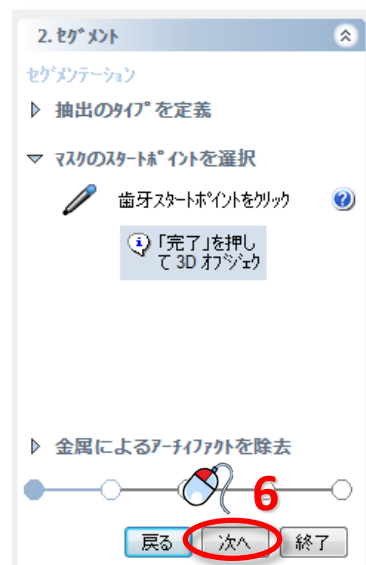 2. ｾｸﾞﾒﾝﾄ
ｾｸﾞﾒﾝﾃｰｼｮﾝ
抽出のﾀｲﾌﾟを定義
ﾏｽｸのｽﾀｰﾄﾎﾟｲﾝﾄを選択
歯牙ｽﾀｰﾄﾎﾟｲﾝﾄをｸﾘｯｸ
「完了」を押し
て 3D ｵﾌﾞｼﾞｪｸ
金属によるｱｰﾁｨﾌｧｸﾄを除去
6
戻る 次へ 終了